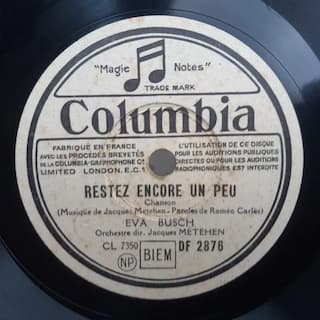 "Magic Notes"
TRADE MARK
Columbia
FABRIQUÉ EN FRANCE
AVEC LES PROCÉDÉS BREVETÉS
DE LA COLUMBIA-GRAPHOPHONE Cº
LIMITED LONDON. E.C.1
L'UTILISATION DE CE DISQUE
POUR LES AUDITIONS PUBLIQUES
DIRECTES OU POUR LES AUDITIONS
RADIOPHONIQUES EST INTERDITE
RESTEZ ENCORE UN PEU
Chanson
(Musique de Jacques Metehen - Paroles de Roméo Carlès)
EVA BUSCH
Orchestre dir. Jacques METEHEN
CL 7350
NP
BIEM
DF 2876